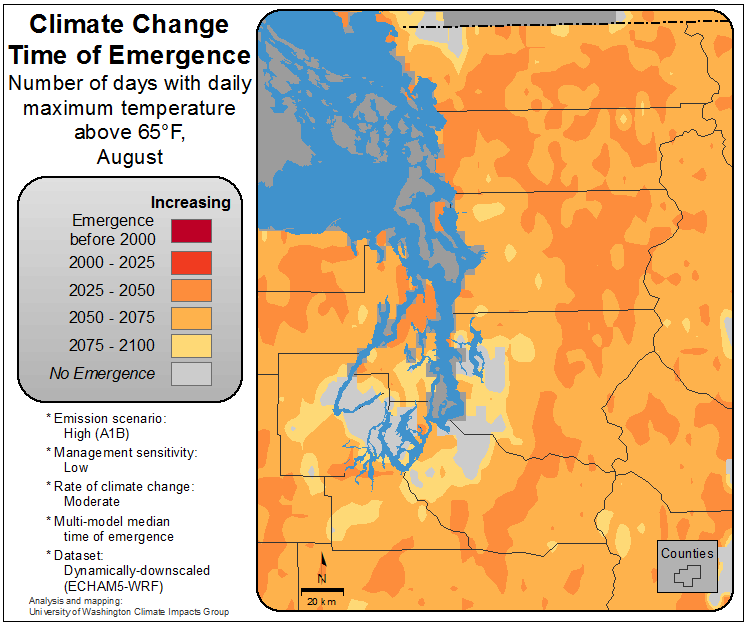 Climate Change
Time of Emergence
Number of days with daily
maximum temperature
above 65°F,
August
Increasing
Emergence
before 2000
2000 - 2025
2025 - 2050
2050 - 2075
2075 - 2100
No Emergence
* Emission scenario:
High (A1B)
* Management sensitivity:
Low
* Rate of climate change:
Moderate
* Multi-model median
time of emergence
* Dataset:
Dynamically-downscaled
(ECHAM5-WRF)
Analysis and mapping:
University of Washington Climate Impacts Group
N
20 km
Counties